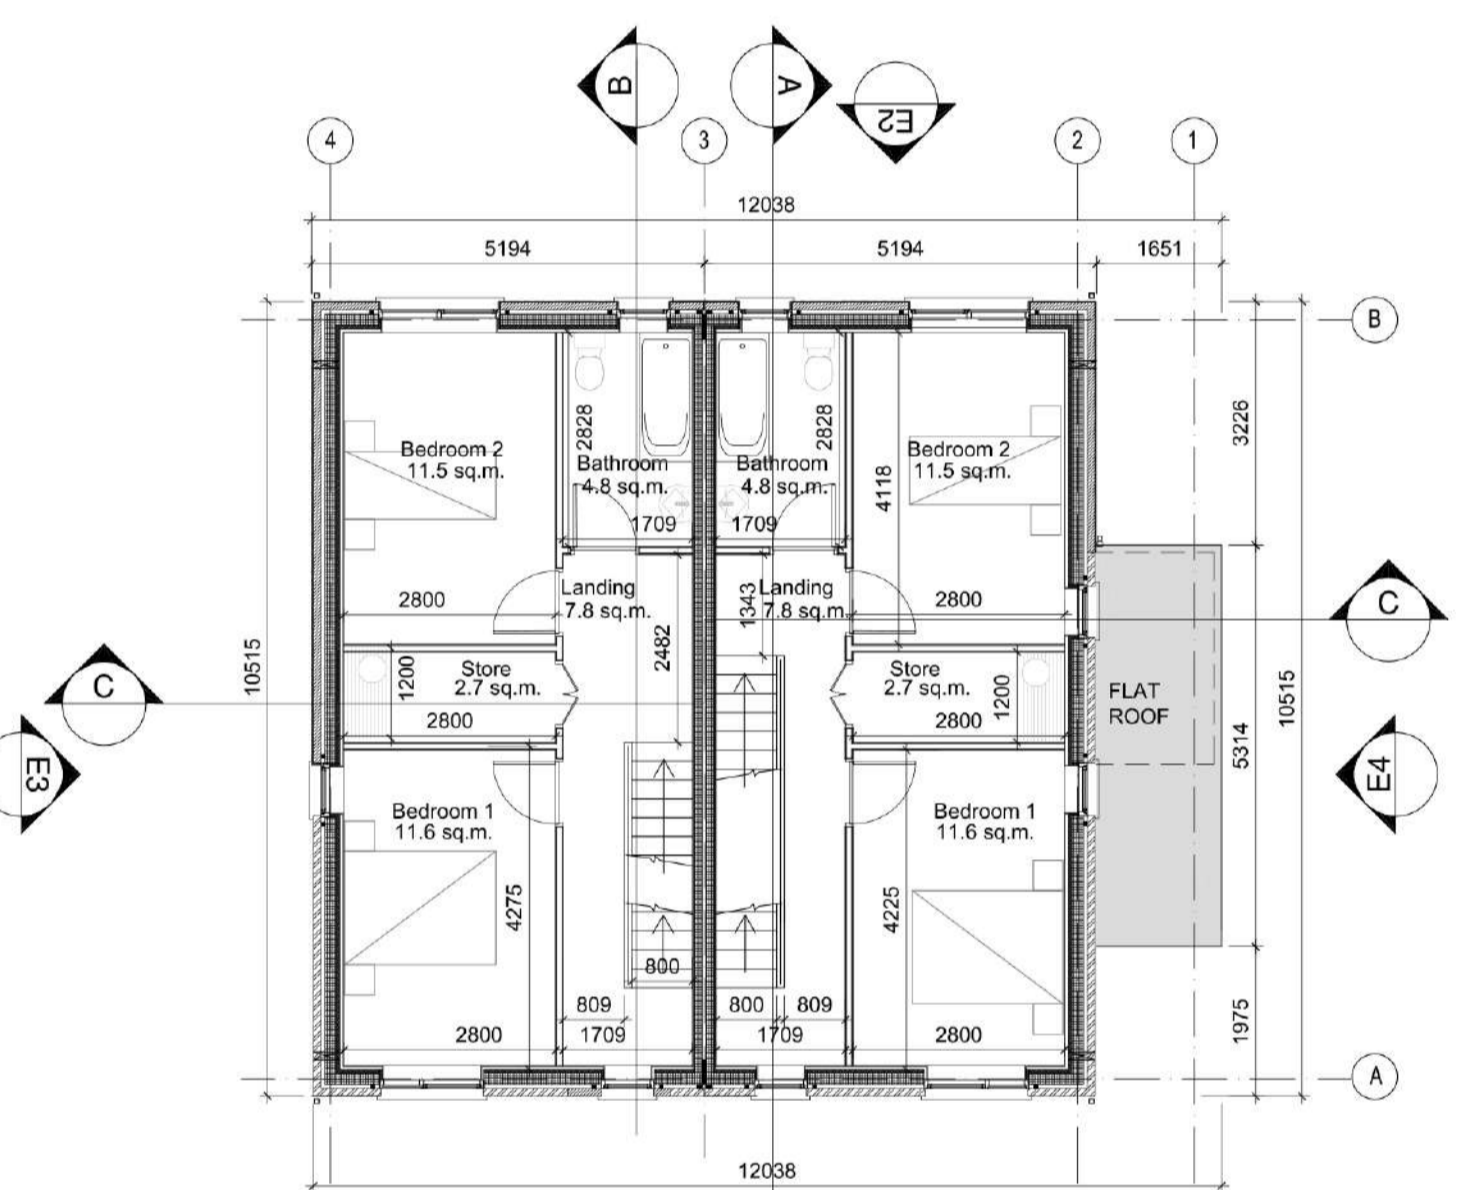 B
A
E2
4
3
2
1
12038
5194
5194
1651
B
2828
2828
3226
Bedroom 2
11.5 sq.m.
Bathroom
4.8 sq.m.
Bathroom
4.8 sq.m.
Bedroom 2
11.5 sq.m.
4118
1709
1709
Landing
7.8 sq.m.
Landing
7.8 sq.m.
1343
2800
2800
C
2482
10515
C
Store
2.7 sq.m.
1200
2800
Store
2.7 sq.m.
1200
2800
FLAT
ROOF
10515
5314
E3
E4
Bedroom 1
11.6 sq.m.
Bedroom 1
11.6 sq.m.
4275
4225
800
809
800
809
2800
1709
1709
2800
1975
A
12038